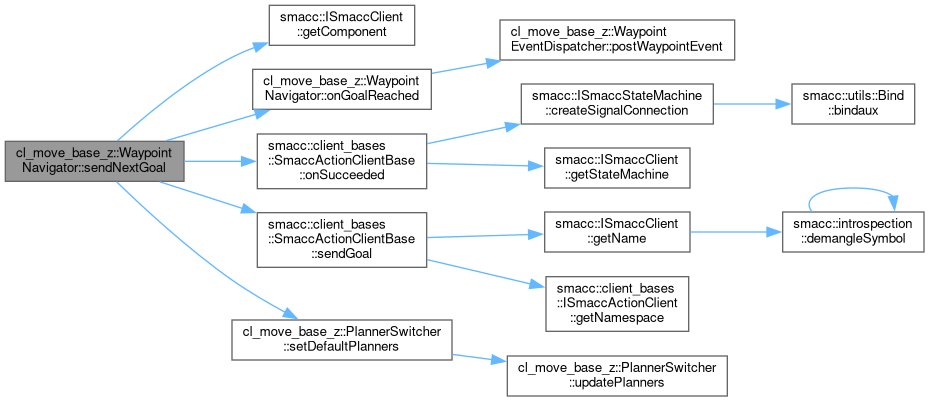 cl_move_base_z::Waypoint
Navigator::sendNextGoal
smacc::ISmaccClient
::getComponent
cl_move_base_z::Waypoint
Navigator::onGoalReached
cl_move_base_z::Waypoint
EventDispatcher::postWaypointEvent
smacc::client_bases
::SmaccActionClientBase
::onSucceeded
smacc::ISmaccStateMachine
::createSignalConnection
smacc::utils::Bind
::bindaux
smacc::ISmaccClient
::getStateMachine
smacc::client_bases
::SmaccActionClientBase
::sendGoal
smacc::ISmaccClient
::getName
smacc::introspection
::demangleSymbol
smacc::client_bases
::ISmaccActionClient
::getNamespace
cl_move_base_z::PlannerSwitcher
::setDefaultPlanners
cl_move_base_z::PlannerSwitcher
::updatePlanners